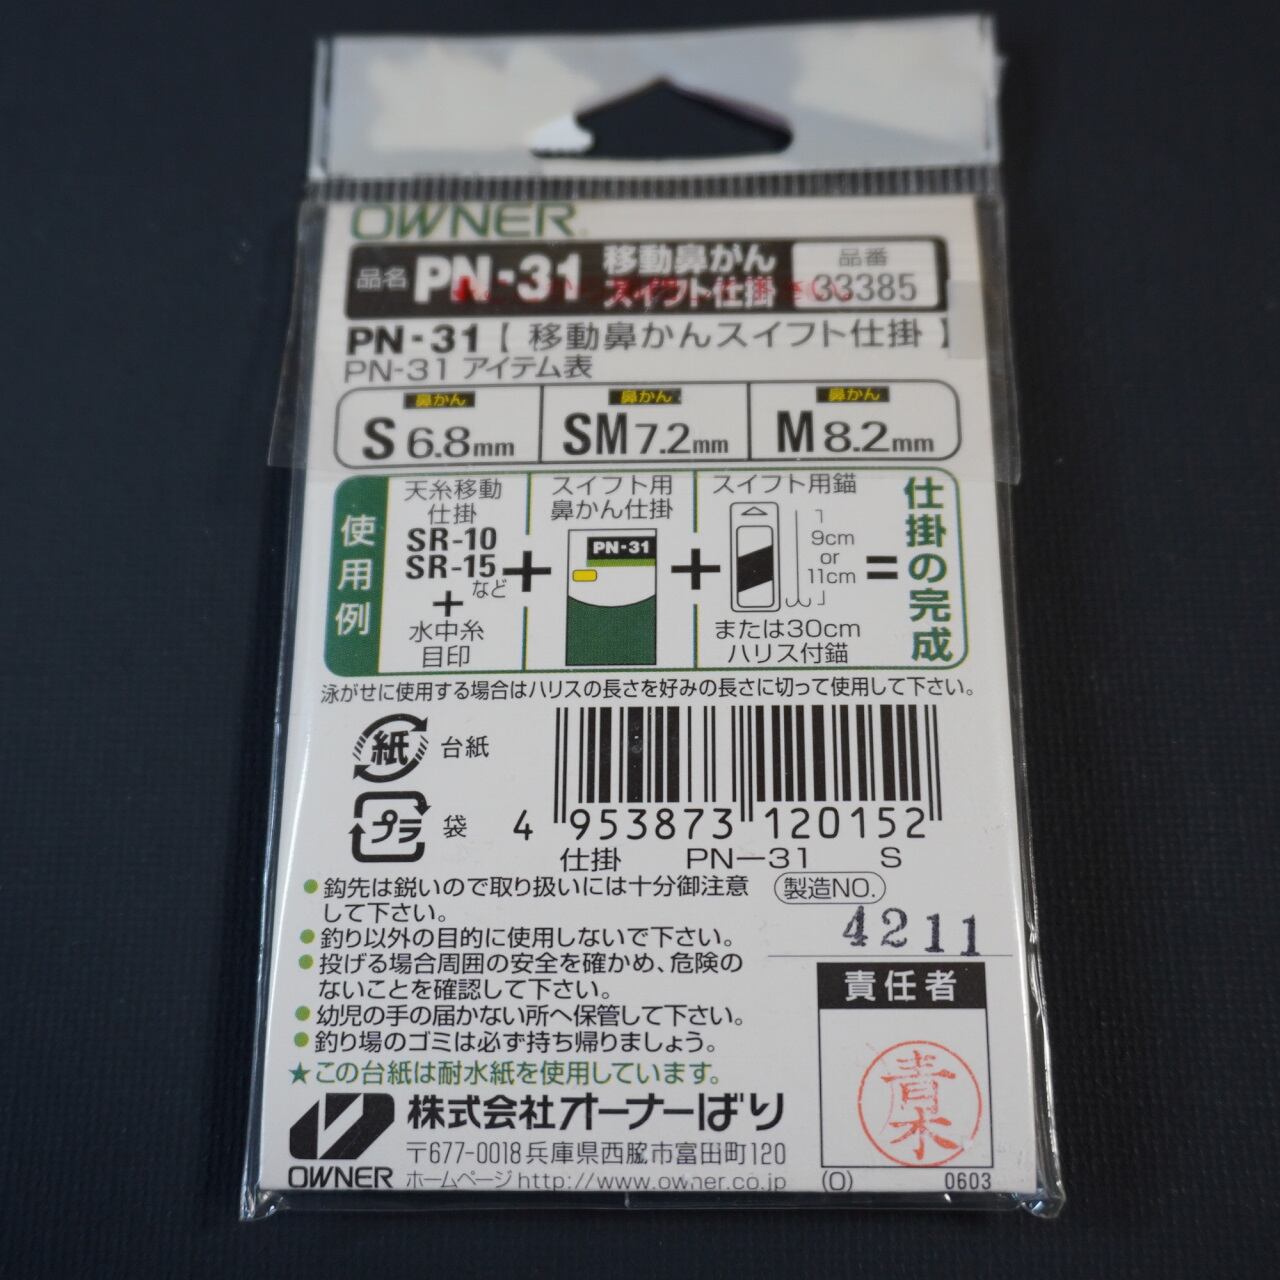 OWNER
品名 PN-31 移動鼻がん
スイフト仕掛
品番
33385
PN-31【移動鼻かんスイフト仕掛】
PN-31 アイテム表
鼻かん
S 6.8mm
鼻かん
SM 7.2mm
鼻かん
M 8.2mm
使用例
天糸移動
仕掛
SR-10
SR-15
など
+
水中糸
目印
+
スイフト用
鼻かん仕掛
PN-31
+
スイフト用錨
9cm
or
11cm
または30cm
ハリス付錨
=
仕掛の完成
泳がせに使用する場合はハリスの長さを好みの長さに切って使用して下さい。
紙 台紙
プラ 袋
4 953873 120152
仕掛 PN-31 S
●鈎先は鋭いので取り扱いには十分御注意
して下さい。
●釣り以外の目的に使用しないで下さい。
●投げる場合周囲の安全を確かめ、危険の
ないことを確認して下さい。
●幼児の手の届かない所へ保管して下さい。
●釣り場のゴミは必ず持ち帰りましょう。
★この台紙は耐水紙を使用しています。
製造NO.
4211
責任者
青木
OWNER
株式会社オーナーばり
〒677-0018 兵庫県西脇市富田町120
ホームページ http://www.owner.co.jp
(O) 0603